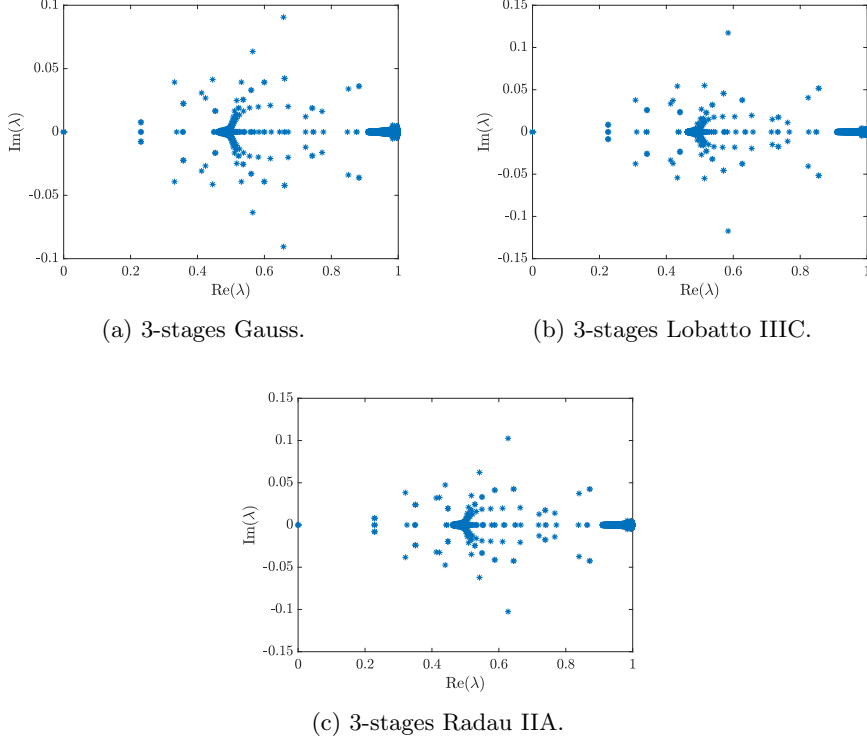 0.1
0.05
0
-0.05
-0.1
Im(λ)
0 0.2 0.4 0.6 0.8 1
Re(λ)
(a) 3-stages Gauss.
0.15
0.1
0.05
0
-0.05
-0.1
-0.15
Im(λ)
0 0.2 0.4 0.6 0.8 1
Re(λ)
(b) 3-stages Lobatto IIIC.
0.15
0.1
0.05
0
-0.05
-0.1
-0.15
Im(λ)
0 0.2 0.4 0.6 0.8 1
Re(λ)
(c) 3-stages Radau IIA.